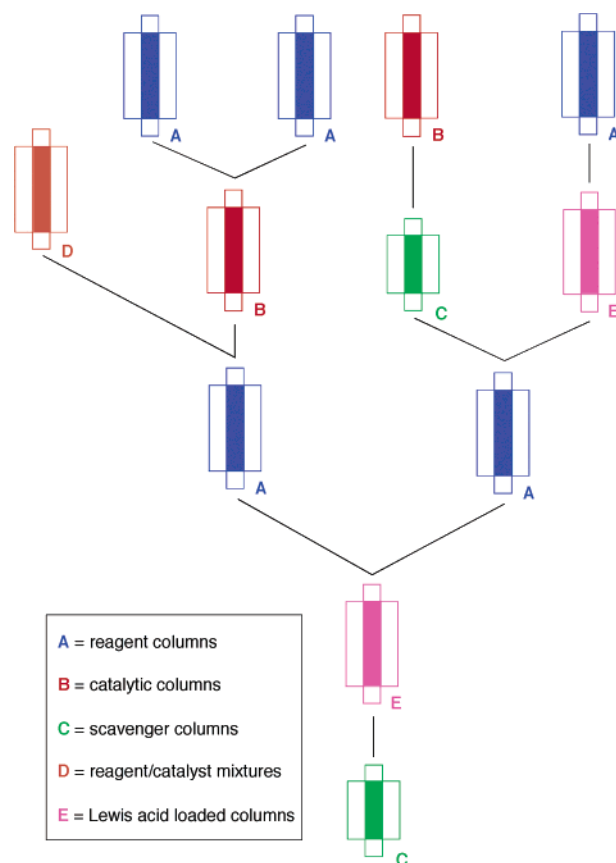 A
A
B
A
D
B
C
E
A
A
A = reagent columns
B = catalytic columns
C = scavenger columns
D = reagent/catalyst mixtures
E = Lewis acid loaded columns
E
C